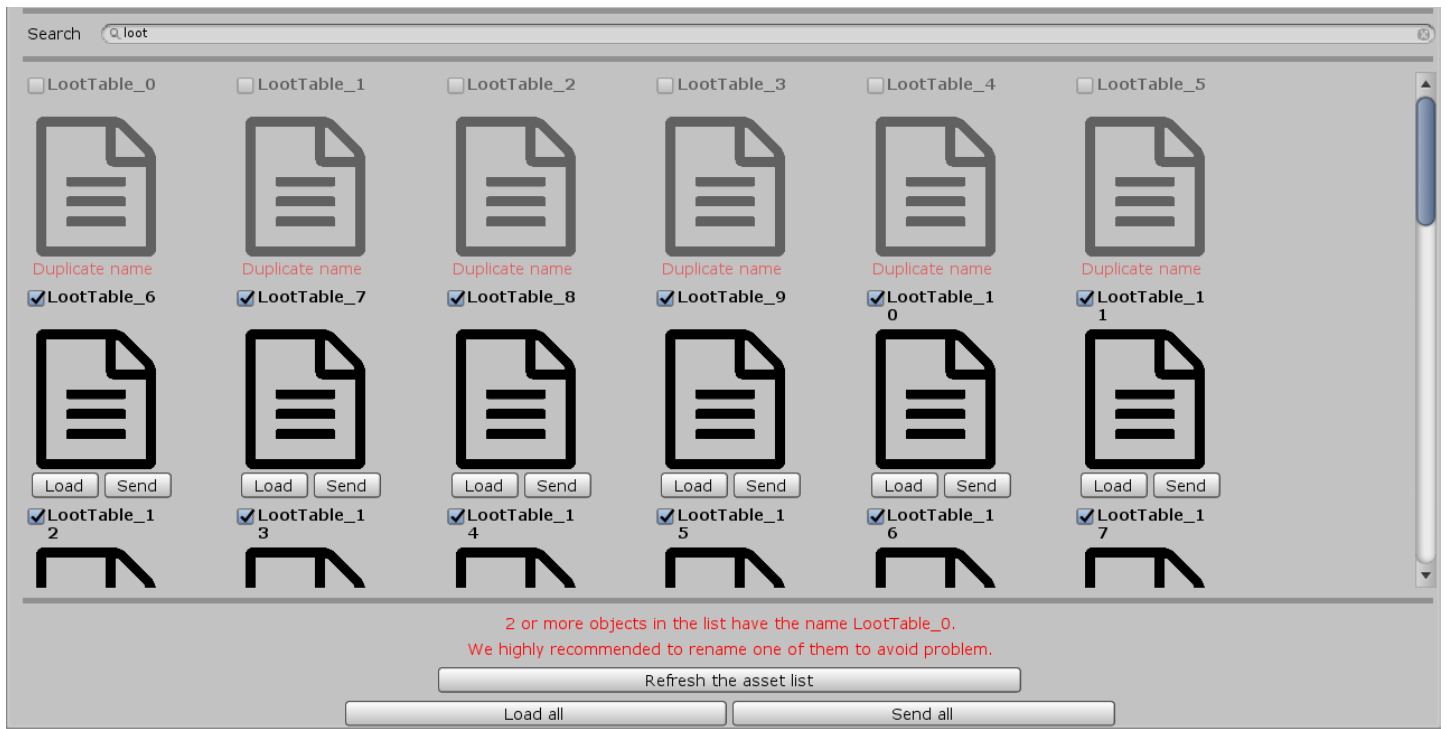 Search loot
LootTable_0 LootTable_1 LootTable_2 LootTable_3 LootTable_4 LootTable_5
Duplicate name Duplicate name Duplicate name Duplicate name Duplicate name Duplicate name
LootTable_6 LootTable_7 LootTable_8 LootTable_9 LootTable_1 LootTable_1
0 1
Load Send Load Send Load Send Load Send Load Send Load Send
LootTable_1 LootTable_1 LootTable_1 LootTable_1 LootTable_1 LootTable_1
2 3 4 5 6 7
2 or more objects in the list have the name LootTable_0.
We highly recommended to rename one of them to avoid problem.
Refresh the asset list
Load all Send all